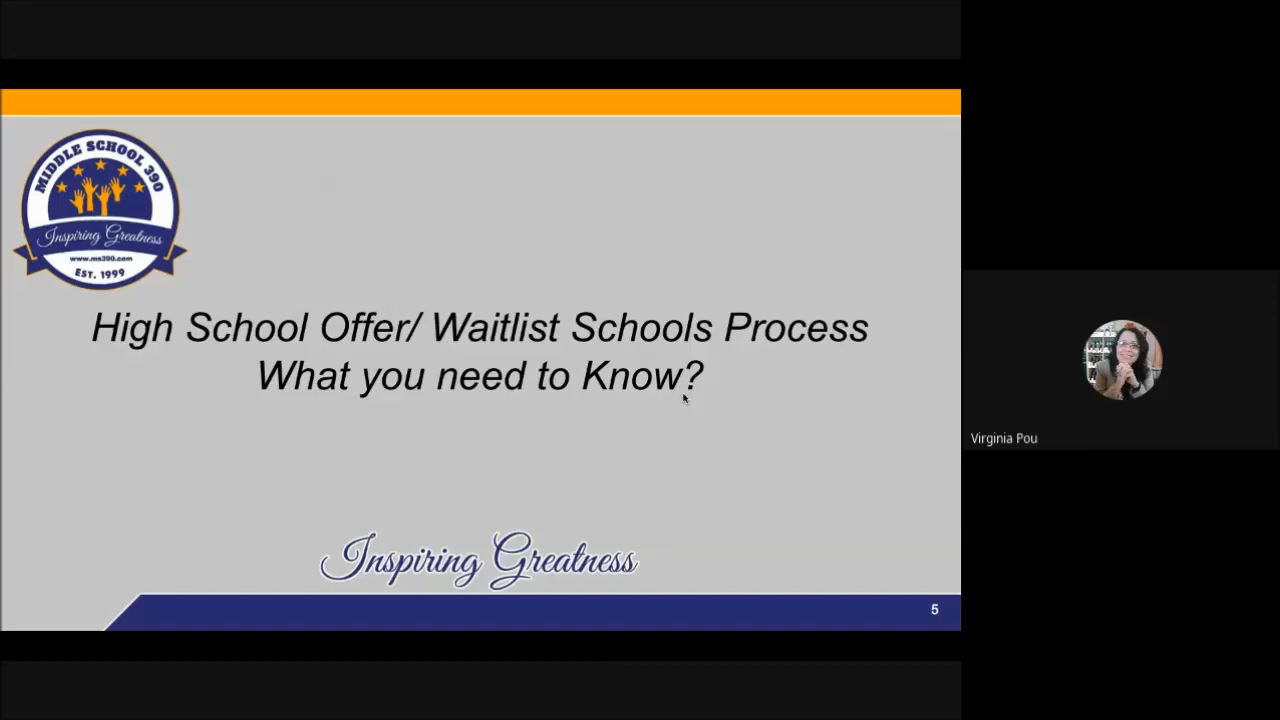 MIDDLE SCHOOL 390
Inspiring Greatness
www.ms390.com
EST. 1999
High School Offer/ Waitlist Schools Process
What you need to Know?
Inspiring Greatness
5
Virginia Pou